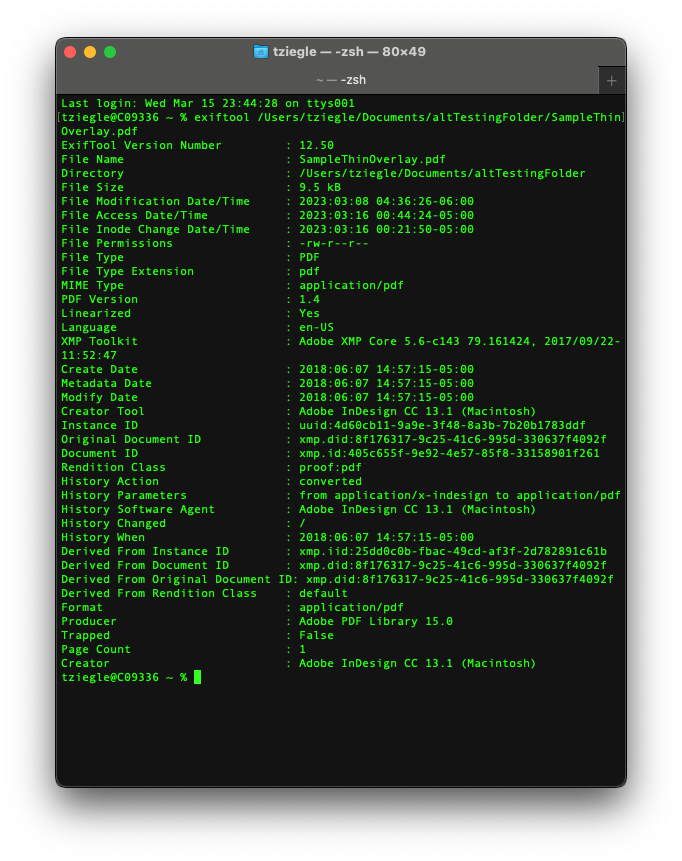 tziegle — -zsh — 80×49
~ — -zsh
Last login: Wed Mar 15 23:44:28 on ttys001
[tziegle@C09336 ~ % exiftool /Users/tziegle/Documents/altTestingFolder/SampleThin]
Overlay.pdf
ExifTool Version Number         : 12.50
File Name                       : SampleThinOverlay.pdf
Directory                       : /Users/tziegle/Documents/altTestingFolder
File Size                       : 9.5 kB
File Modification Date/Time     : 2023:03:08 04:36:26-06:00
File Access Date/Time           : 2023:03:16 00:44:24-05:00
File Inode Change Date/Time     : 2023:03:16 00:21:50-05:00
File Permissions                : -rw-r--r--
File Type                       : PDF
File Type Extension             : pdf
MIME Type                       : application/pdf
PDF Version                     : 1.4
Linearized                      : Yes
Language                        : en-US
XMP Toolkit                     : Adobe XMP Core 5.6-c143 79.161424, 2017/09/22-
11:52:47
Create Date                     : 2018:06:07 14:57:15-05:00
Metadata Date                   : 2018:06:07 14:57:15-05:00
Modify Date                     : 2018:06:07 14:57:15-05:00
Creator Tool                    : Adobe InDesign CC 13.1 (Macintosh)
Instance ID                     : uuid:4d60cb11-9a9e-3f48-8a3b-7b20b1783ddf
Original Document ID            : xmp.did:8f176317-9c25-41c6-995d-330637f4092f
Document ID                     : xmp.id:405c655f-9e92-4e57-85f8-33158901f261
Rendition Class                 : proof:pdf
History Action                  : converted
History Parameters              : from application/x-indesign to application/pdf
History Software Agent          : Adobe InDesign CC 13.1 (Macintosh)
History Changed                 : /
History When                    : 2018:06:07 14:57:15-05:00
Derived From Instance ID        : xmp.iid:25dd0c0b-fbac-49cd-af3f-2d782891c61b
Derived From Document ID        : xmp.did:8f176317-9c25-41c6-995d-330637f4092f
Derived From Original Document ID: xmp.did:8f176317-9c25-41c6-995d-330637f4092f
Derived From Rendition Class    : default
Format                          : application/pdf
Producer                        : Adobe PDF Library 15.0
Trapped                         : False
Page Count                      : 1
Creator                         : Adobe InDesign CC 13.1 (Macintosh)
tziegle@C09336 ~ %